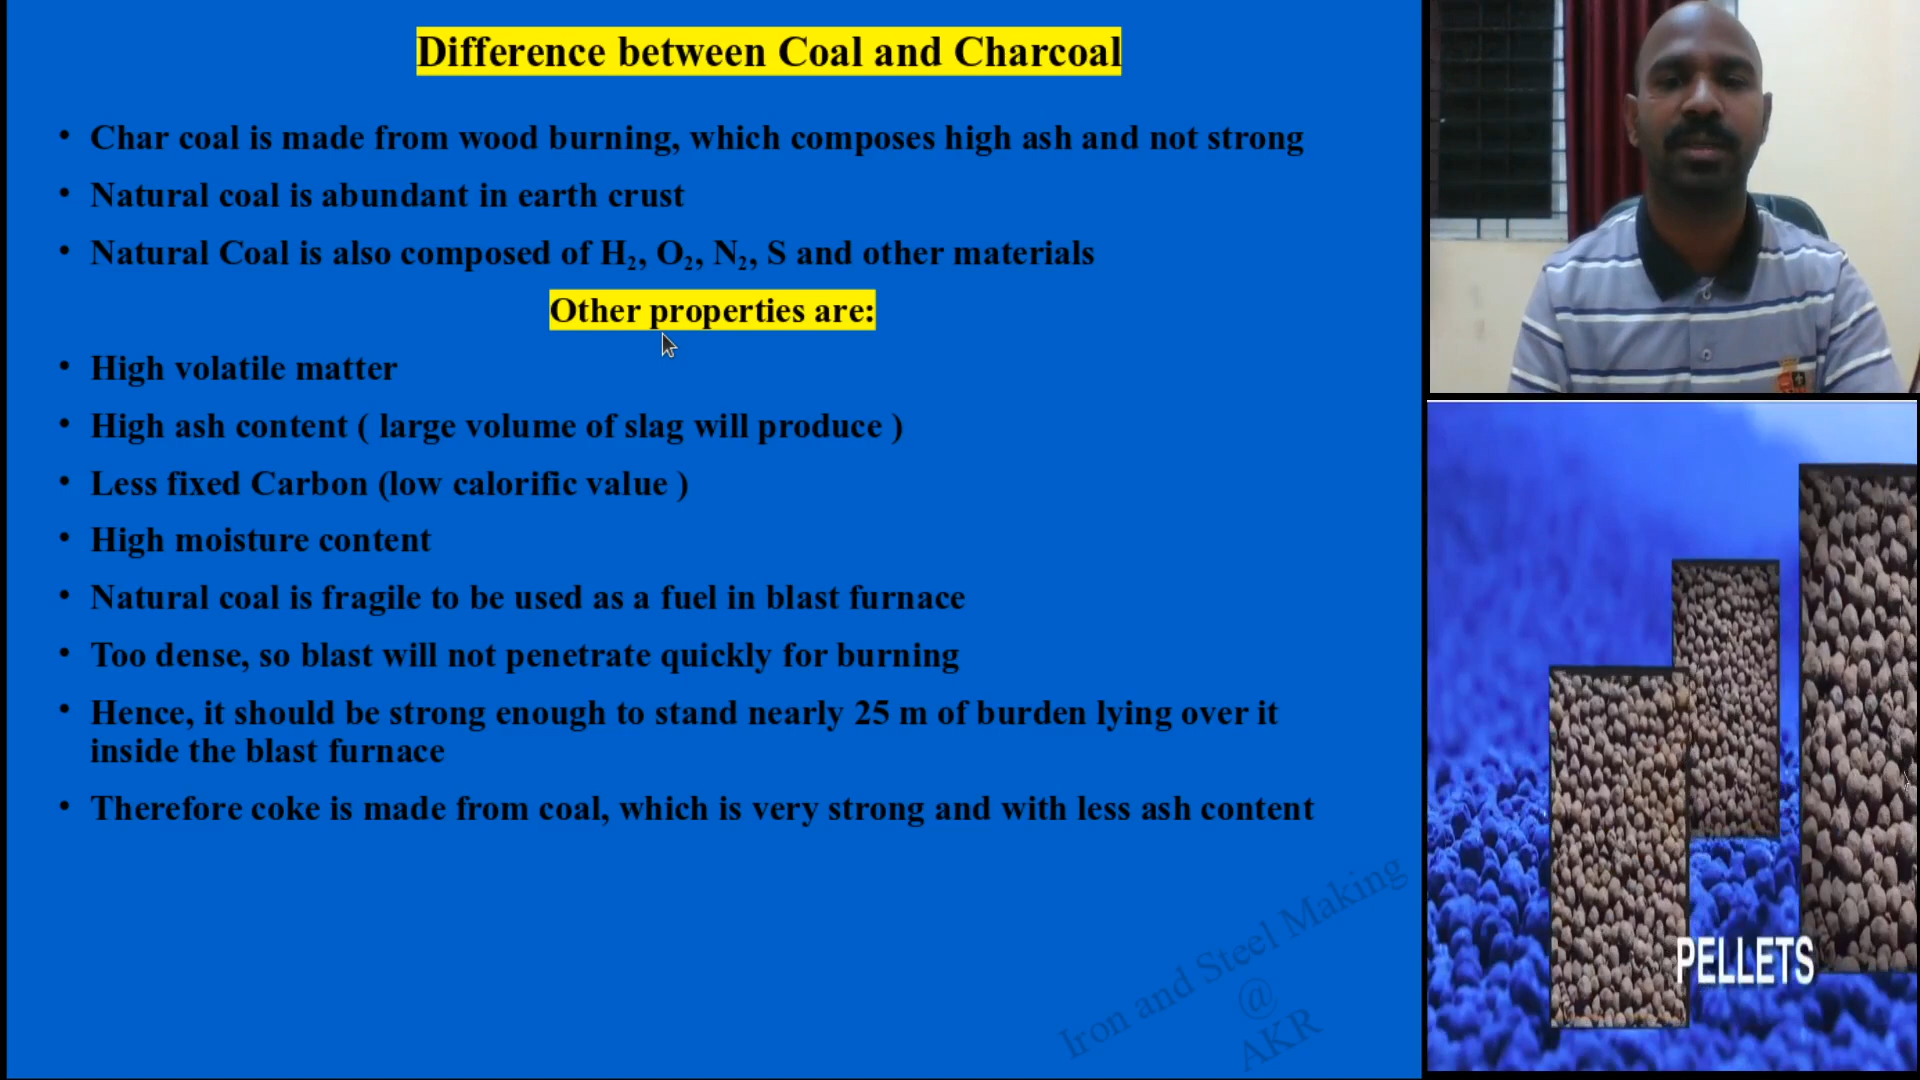 Difference between Coal and Charcoal
• Char coal is made from wood burning, which composes high ash and not strong
• Natural coal is abundant in earth crust
• Natural Coal is also composed of H₂, O₂, N₂, S and other materials
Other properties are:
• High volatile matter
• High ash content ( large volume of slag will produce )
• Less fixed Carbon (low calorific value )
• High moisture content
• Natural coal is fragile to be used as a fuel in blast furnace
• Too dense, so blast will not penetrate quickly for burning
• Hence, it should be strong enough to stand nearly 25 m of burden lying over it
inside the blast furnace
• Therefore coke is made from coal, which is very strong and with less ash content
Iron and Steel Making
@
AKR
PELLETS